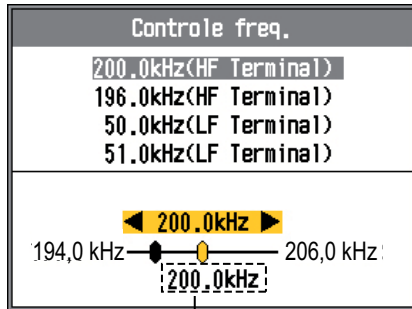 Controle freq.
200.0kHz(HF Terminal)
196.0kHz(HF Terminal)
50.0kHz(LF Terminal)
51.0kHz(LF Terminal)
◀ 200.0kHz ▶
194,0 kHz 206,0 kHz
200.0kHz